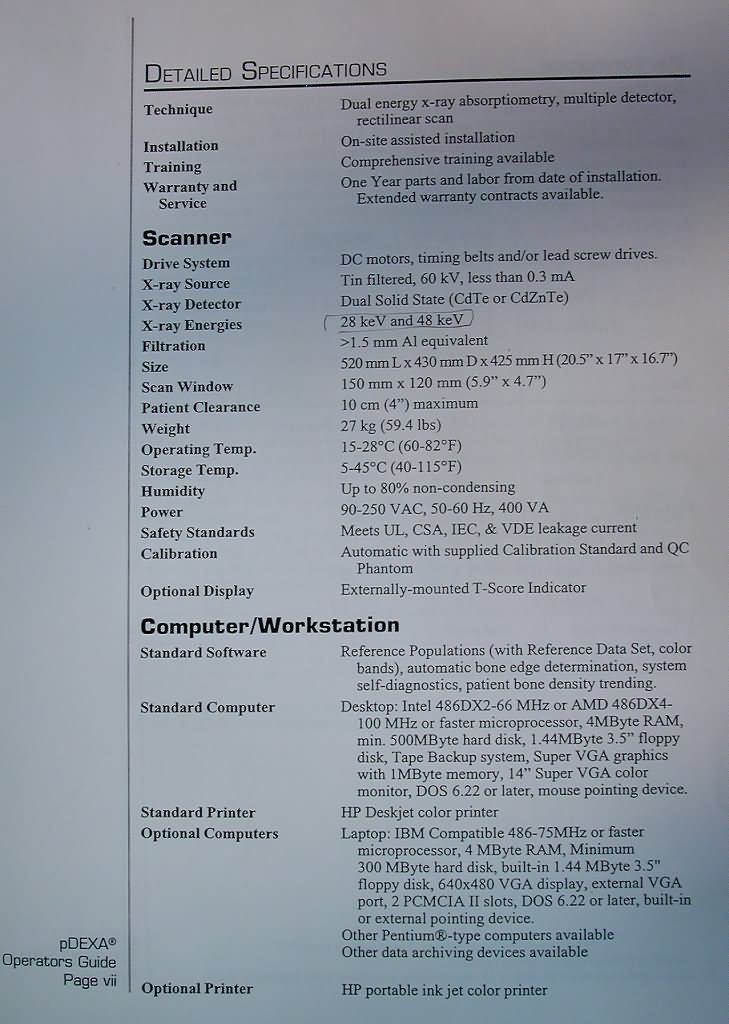 DETAILED SPECIFICATIONS
Technique Dual energy x-ray absorptiometry, multiple detector,
rectilinear scan
Installation On-site assisted installation
Training Comprehensive training available
Warranty and One Year parts and labor from date of installation.
Service Extended warranty contracts available.
Scanner
Drive System DC motors, timing belts and/or lead screw drives.
X-ray Source Tin filtered, 60 kV, less than 0.3 mA
X-ray Detector Dual Solid State (CdTe or CdZnTe)
X-ray Energies 28 keV and 48 keV
Filtration >1.5 mm Al equivalent
Size 520 mm L x 430 mm D x 425 mm H (20.5" x 17" x 16.7")
Scan Window 150 mm x 120 mm (5.9" x 4.7")
Patient Clearance 10 cm (4") maximum
Weight 27 kg (59.4 lbs)
Operating Temp. 15-28°C (60-82°F)
Storage Temp. 5-45°C (40-115°F)
Humidity Up to 80% non-condensing
Power 90-250 VAC, 50-60 Hz, 400 VA
Safety Standards Meets UL, CSA, IEC, & VDE leakage current
Calibration Automatic with supplied Calibration Standard and QC
Phantom
Optional Display Externally-mounted T-Score Indicator
Computer/Workstation
Standard Software Reference Populations (with Reference Data Set, color
bands), automatic bone edge determination, system
self-diagnostics, patient bone density trending.
Standard Computer Desktop: Intel 486DX2-66 MHz or AMD 486DX4-
100 MHz or faster microprocessor, 4MByte RAM,
min. 500MByte hard disk, 1.44MByte 3.5" floppy
disk, Tape Backup system, Super VGA graphics
with 1MByte memory, 14" Super VGA color
monitor, DOS 6.22 or later, mouse pointing device.
Standard Printer HP Deskjet color printer
Optional Computers Laptop: IBM Compatible 486-75MHz or faster
microprocessor, 4 MByte RAM, Minimum
300 MByte hard disk, built-in 1.44 MByte 3.5"
floppy disk, 640x480 VGA display, external VGA
port, 2 PCMCIA II slots, DOS 6.22 or later, built-in
or external pointing device.
Other Pentium®-type computers available
Other data archiving devices available
Optional Printer HP portable ink jet color printer
pDEXA®
Operators Guide
Page vii